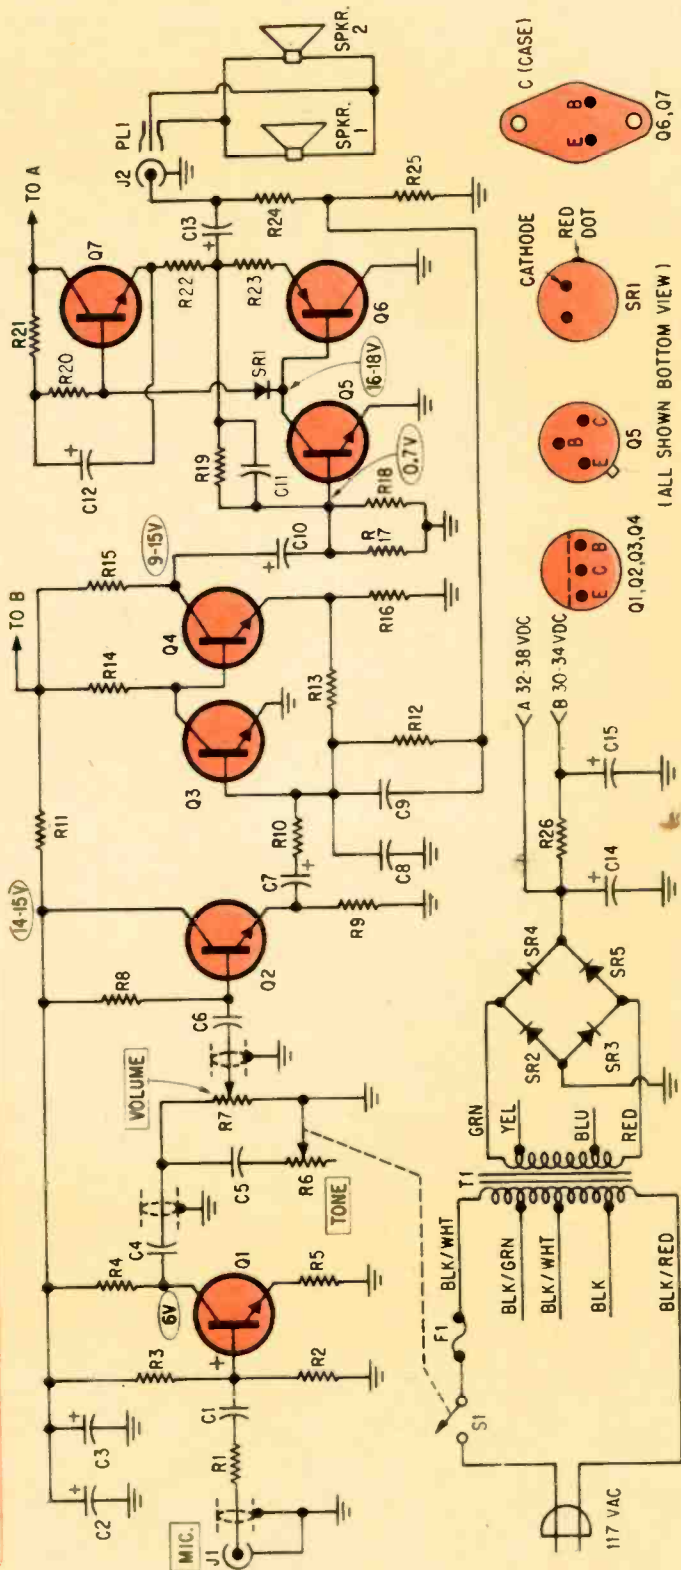 TO A
R21
Q7
R20
C12
R22
C13
J2
PL1
SPKR.
1
SPKR.
2
R23
R24
R25
SR1
Q6
16-18V
Q5
R19
C11
0.7V
R18
R
17
C10
9-15V
R15
TO B
R14
Q4
Q3
R16
R13
R12
C9
C8
R10
C7
R11
14-15V
R8
Q2
R9
C6
VOLUME
R7
C5
R6
TONE
C4
R4
6V
Q1
R5
R3
R2
C1
R1
C3
C2
MIC.
J1
117 VAC
S1
F1
BLK/WHT
BLK/GRN
BLK/WHT
BLK
BLK/RED
T1
GRN
YEL
BLU
RED
SR2
SR4
SR3
SR5
C14
R26
C15
A 32-38 VDC
B 30-34 VDC
E C B
Q1,Q2,Q3,Q4
E B C
Q5
CATHODE
RED
DOT
SR1
C (CASE)
E B
Q6,Q7
(ALL SHOWN BOTTOM VIEW)